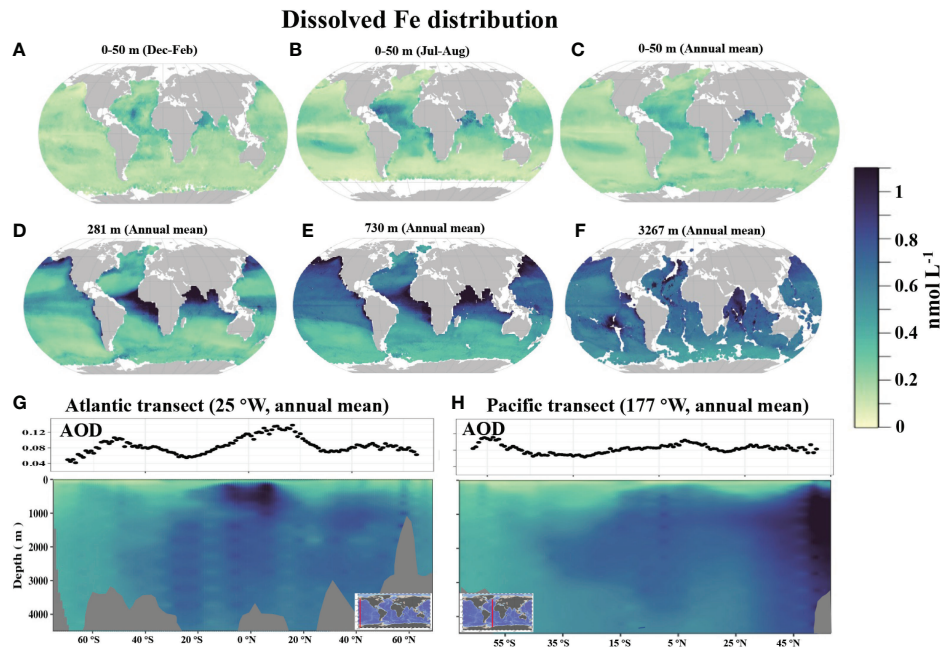 Dissolved Fe distribution
A
0-50 m (Dec-Feb)
B
0-50 m (Jul-Aug)
C
0-50 m (Annual mean)
D
281 m (Annual mean)
E
730 m (Annual mean)
F
3267 m (Annual mean)
1
0.8
0.6
0.4
0.2
0
nmol L-1
G
Atlantic transect (25 °W, annual mean)
AOD
0.12
0.08
0.04
0
1000
2000
3000
4000
Depth ( m )
60 °S
40 °S
20 °S
0 °N
20 °N
40 °N
60 °N
H
Pacific transect (177 °W, annual mean)
AOD
55 °S
35 °S
15 °S
5 °N
25 °N
45 °N